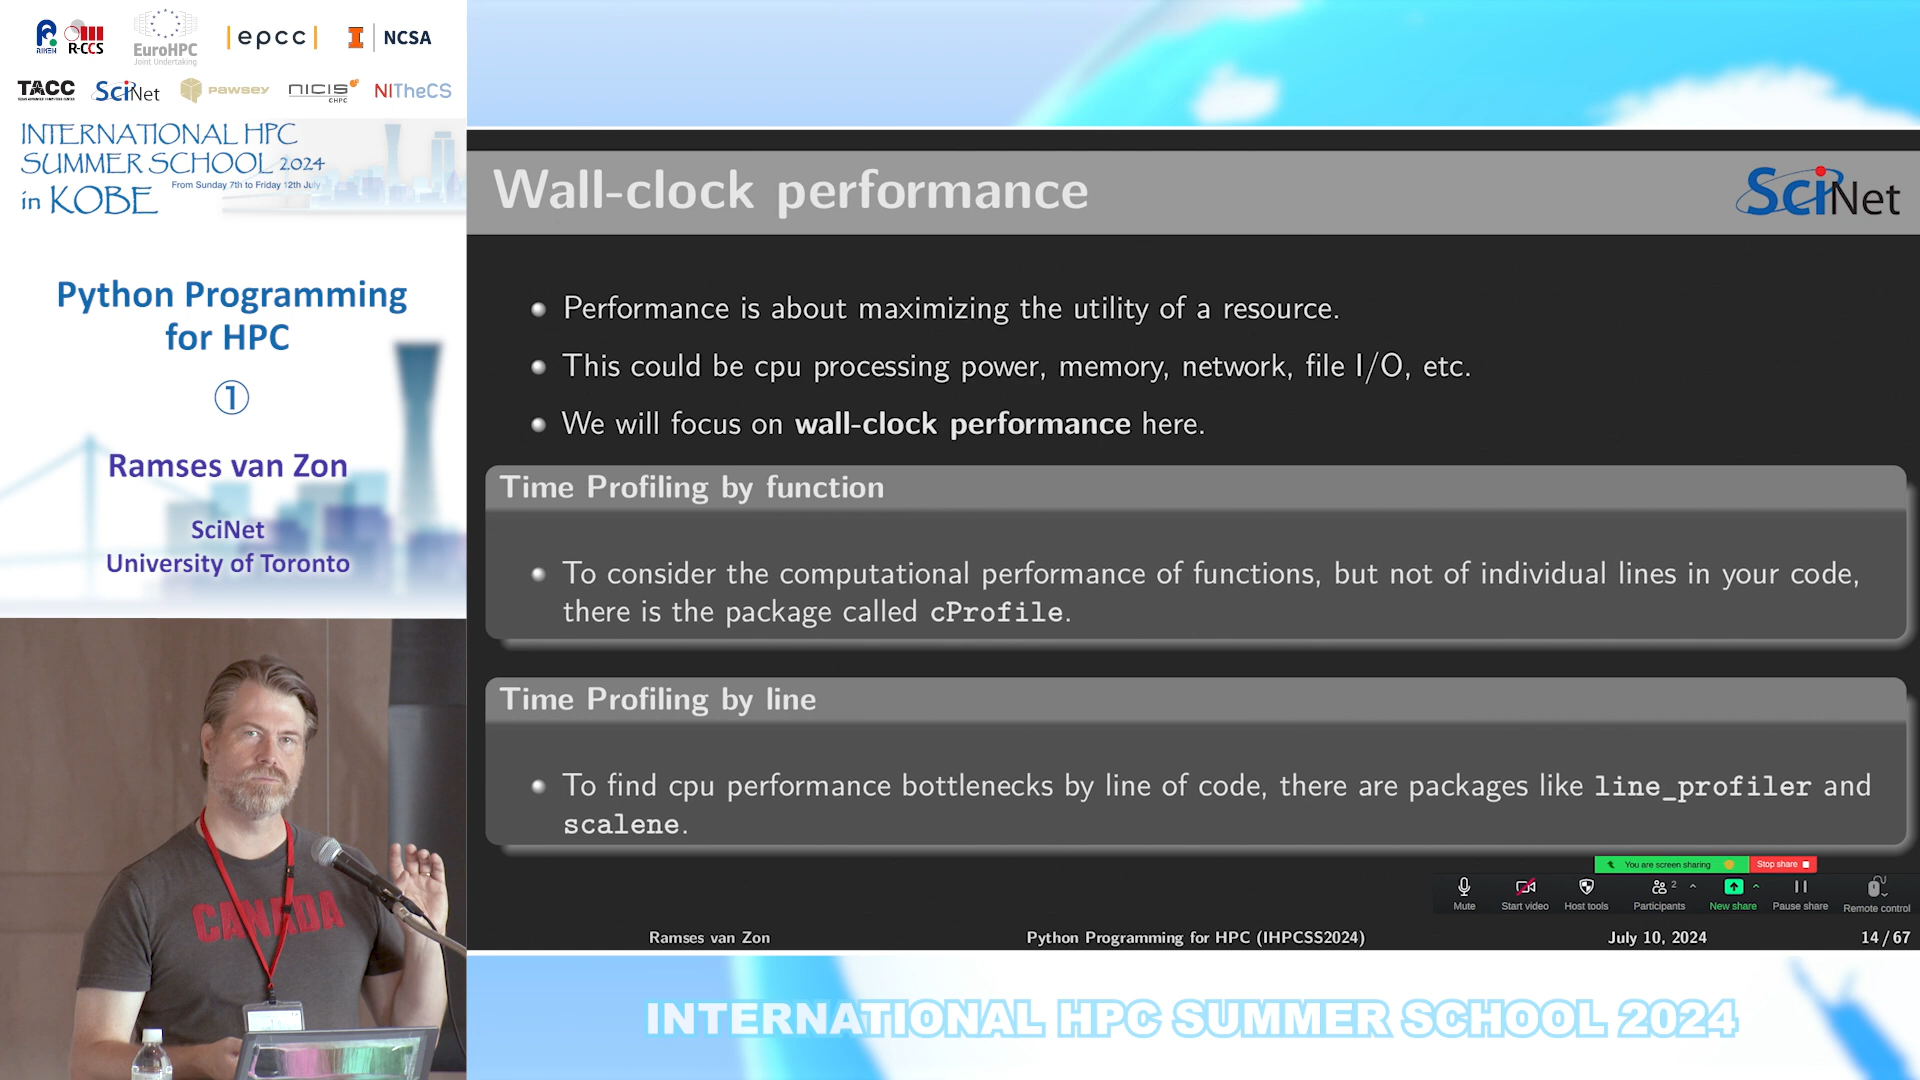 RIKEN
R-CCS
EuroHPC
Joint Undertaking
epcc
NCSA
TACC
SciNet
PAWSEY
NICIS
CHPC
NITheCS
INTERNATIONAL HPC
SUMMER SCHOOL 2024
From Sunday 7th to Friday 12th July
in KOBE
Python Programming
for HPC
①
Ramses van Zon
SciNet
University of Toronto
CANADA
Wall-clock performance
SciNet
Performance is about maximizing the utility of a resource.
This could be cpu processing power, memory, network, file I/O, etc.
We will focus on wall-clock performance here.
Time Profiling by function
To consider the computational performance of functions, but not of individual lines in your code,
there is the package called cProfile.
Time Profiling by line
To find cpu performance bottlenecks by line of code, there are packages like line_profiler and
scalene.
You are screen sharing
Stop share
Mute
Start video
Host tools
Participants
2
New share
Pause share
Remote control
Ramses van Zon
Python Programming for HPC (IHPCSS2024)
July 10, 2024
14 / 67
INTERNATIONAL HPC SUMMER SCHOOL 2024